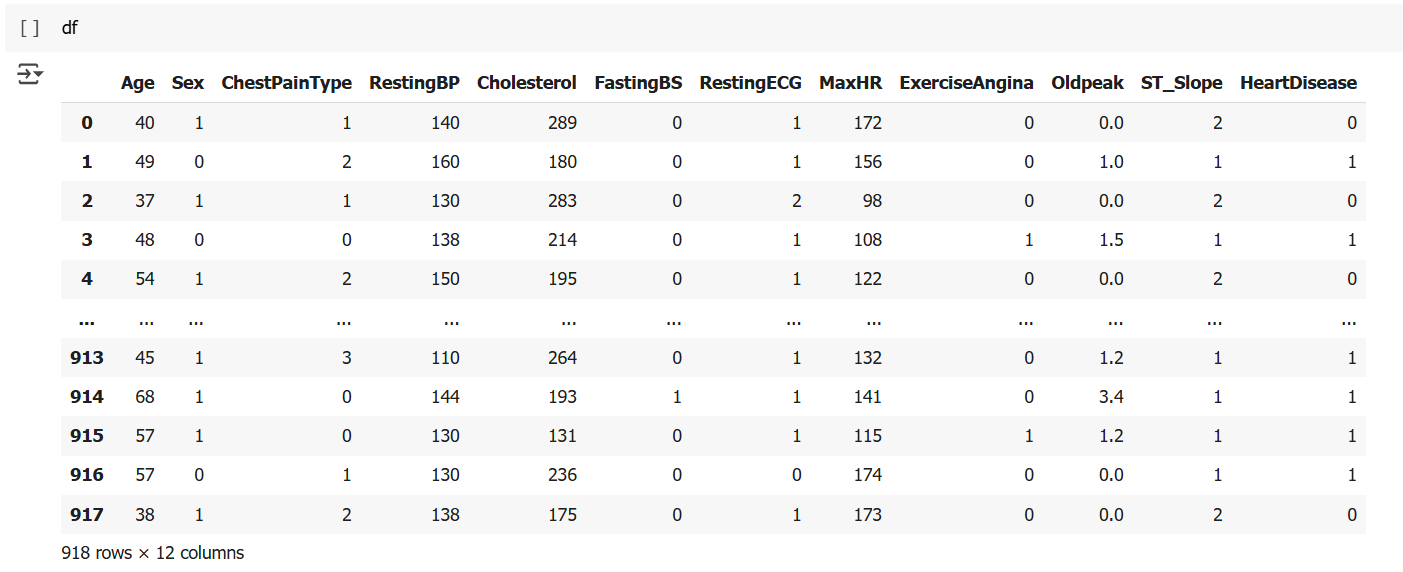 [ ] df
Age Sex ChestPainType RestingBP Cholesterol FastingBS RestingECG MaxHR ExerciseAngina Oldpeak ST_Slope HeartDisease
0 40 1 1 140 289 0 1 172 0 0.0 2 0
1 49 0 2 160 180 0 1 156 0 1.0 1 1
2 37 1 1 130 283 0 2 98 0 0.0 2 0
3 48 0 0 138 214 0 1 108 1 1.5 1 1
4 54 1 2 150 195 0 1 122 0 0.0 2 0
... ... ... ... ... ... ... ... ... ... ... ... ...
913 45 1 3 110 264 0 1 132 0 1.2 1 1
914 68 1 0 144 193 1 1 141 0 3.4 1 1
915 57 1 0 130 131 0 1 115 1 1.2 1 1
916 57 0 1 130 236 0 0 174 0 0.0 1 1
917 38 1 2 138 175 0 1 173 0 0.0 2 0
918 rows × 12 columns